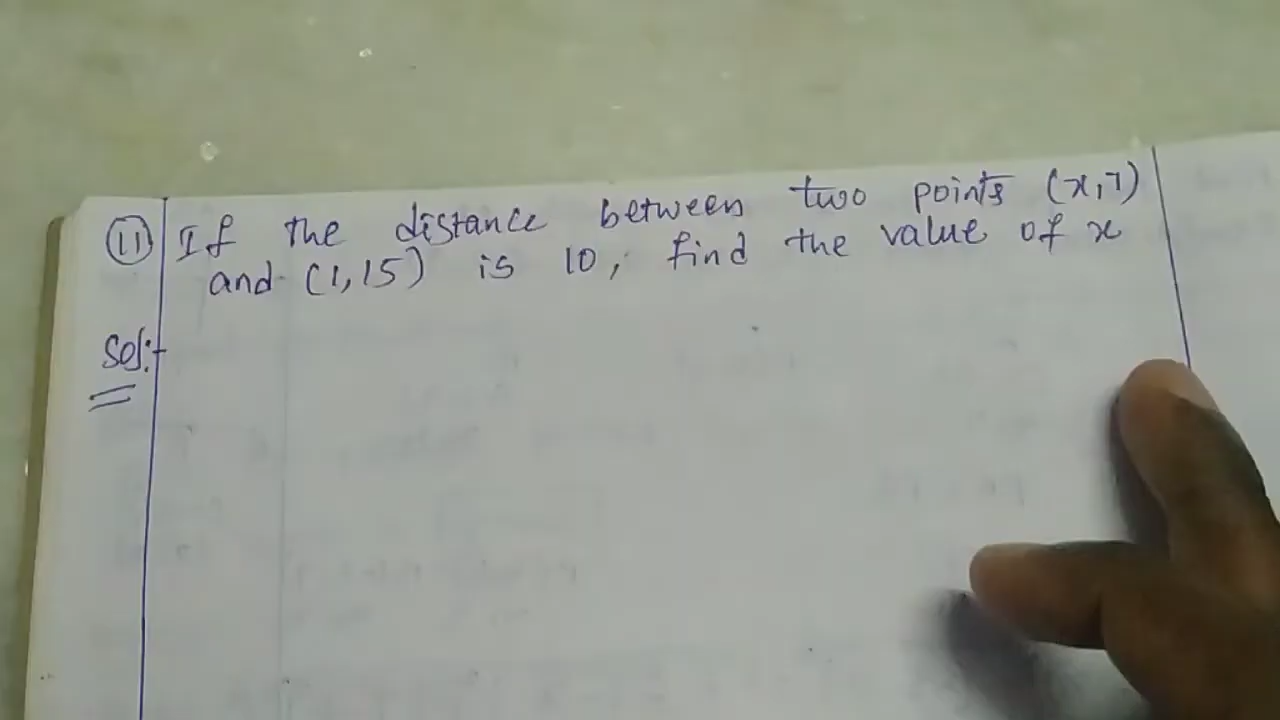 (11) If the distance between two points (x,7)
and (1,15) is 10, find the value of x
Sol:-